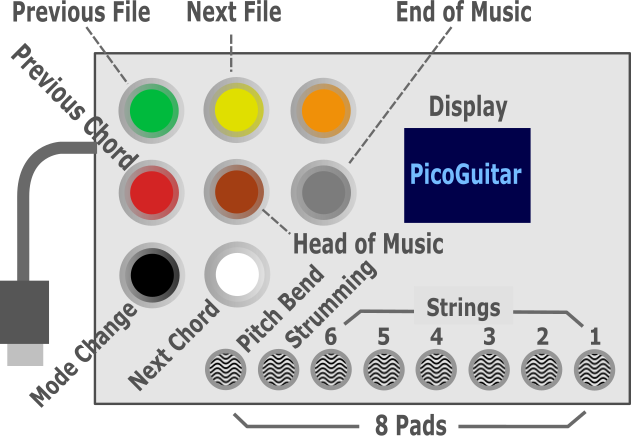 Previous File
Next File
End of Music
Previous Chord
Display
PicoGuitar
Head of Music
Mode Change
Next Chord
Pitch Bend
Strumming
Strings
6 5 4 3 2 1
8 Pads